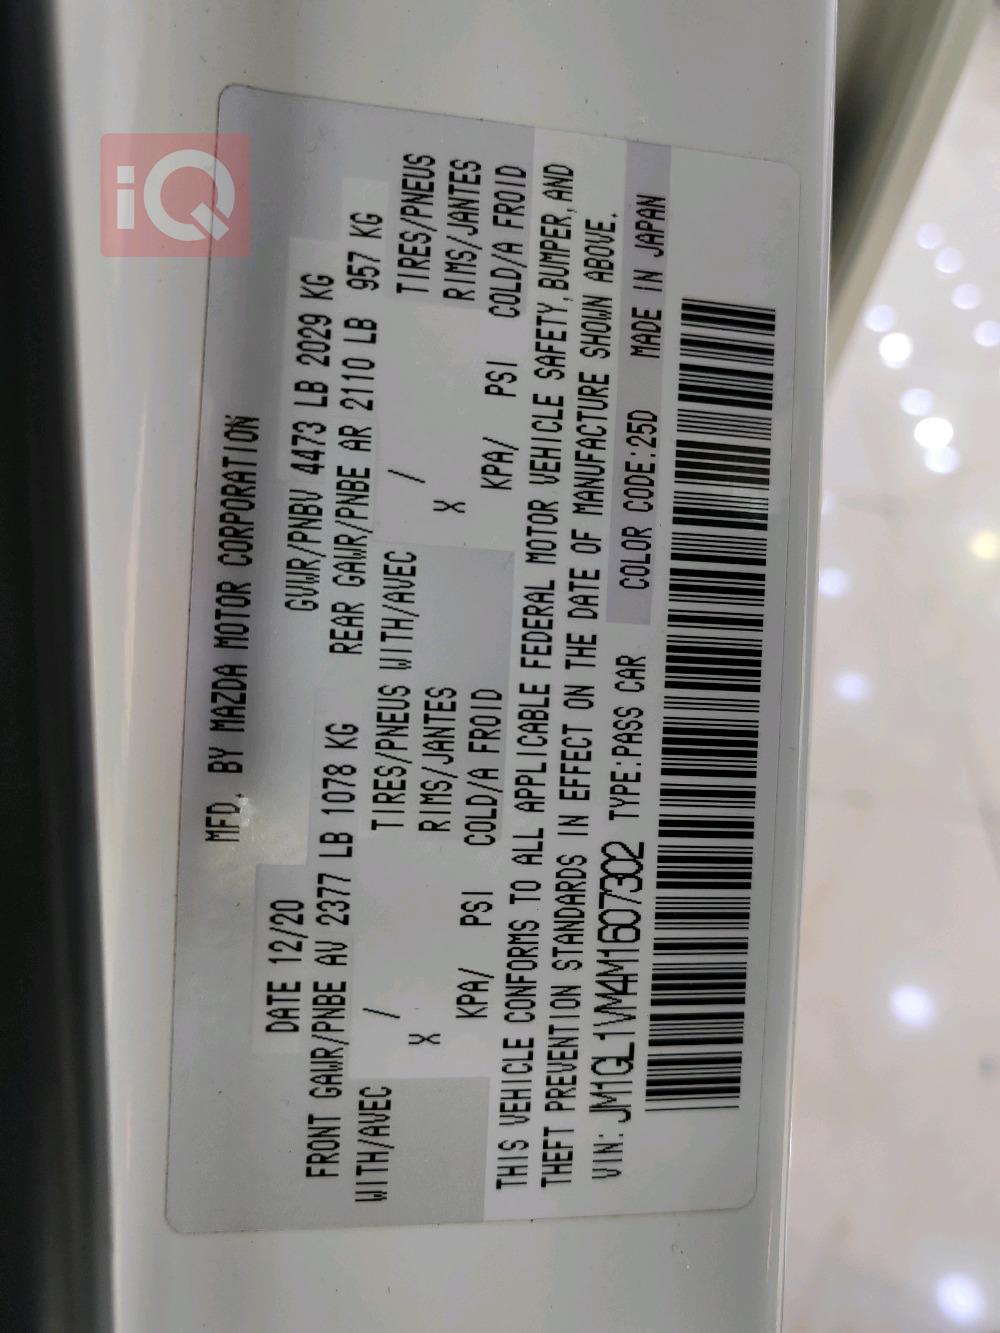 iQ
MFD. BY MAZDA MOTOR CORPORATION
DATE 12/20 GVWR/PNBV 4473 LB 2029 KG
FRONT GAWR/PNBE AV 2377 LB 1078 KG REAR GAWR/PNBE AR 2110 LB 957 KG
WITH/AVEC / TIRES/PNEUS WITH/AVEC / TIRES/PNEUS
X RIMS/JANTES X RIMS/JANTES
KPA/ PSI COLD/A FROID KPA/ PSI COLD/A FROID
THIS VEHICLE CONFORMS TO ALL APPLICABLE FEDERAL MOTOR VEHICLE SAFETY, BUMPER, AND
THEFT PREVENTION STANDARDS IN EFFECT ON THE DATE OF MANUFACTURE SHOWN ABOVE.
VIN: JM1GL1VM4M1607302 TYPE:PASS CAR COLOR CODE:25D MADE IN JAPAN